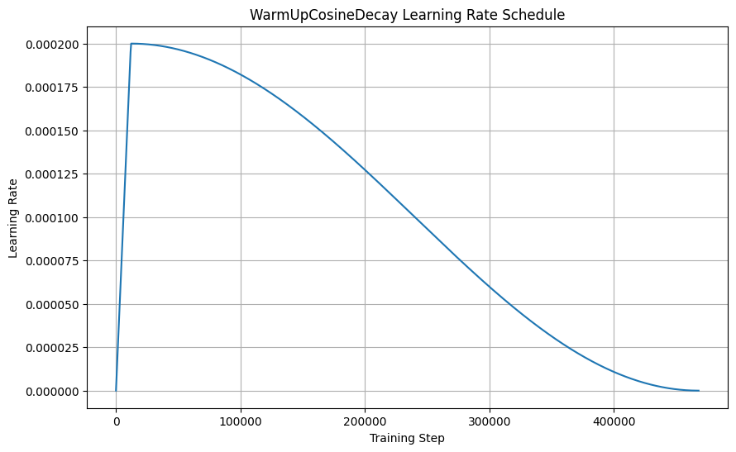 WarmUpCosineDecay Learning Rate Schedule
0.000200
0.000175
0.000150
0.000125
0.000100
0.000075
0.000050
0.000025
0.000000
Learning Rate
0 100000 200000 300000 400000
Training Step